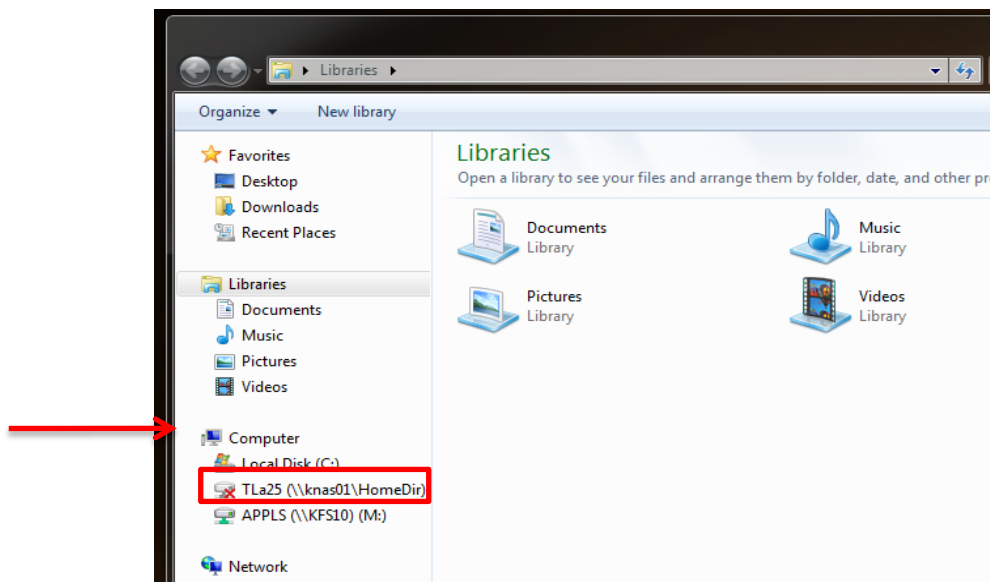 Libraries
Organize New library
Favorites
Desktop
Downloads
Recent Places
Libraries
Documents
Music
Pictures
Videos
Computer
Local Disk (C:)
TLa25 (\\knas01\HomeDir)
APPLS (\\KFS10) (M:)
Network
Libraries
Open a library to see your files and arrange them by folder, date, and other
Documents
Library
Music
Library
Pictures
Library
Videos
Library